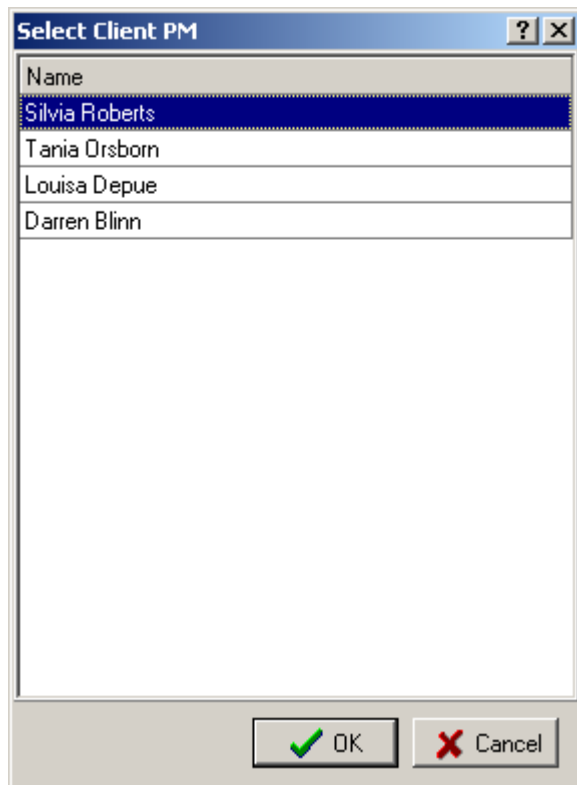 Select Client PM
Name
Silvia Roberts
Tania Orsborn
Louisa Depue
Darren Blinn
OK
Cancel